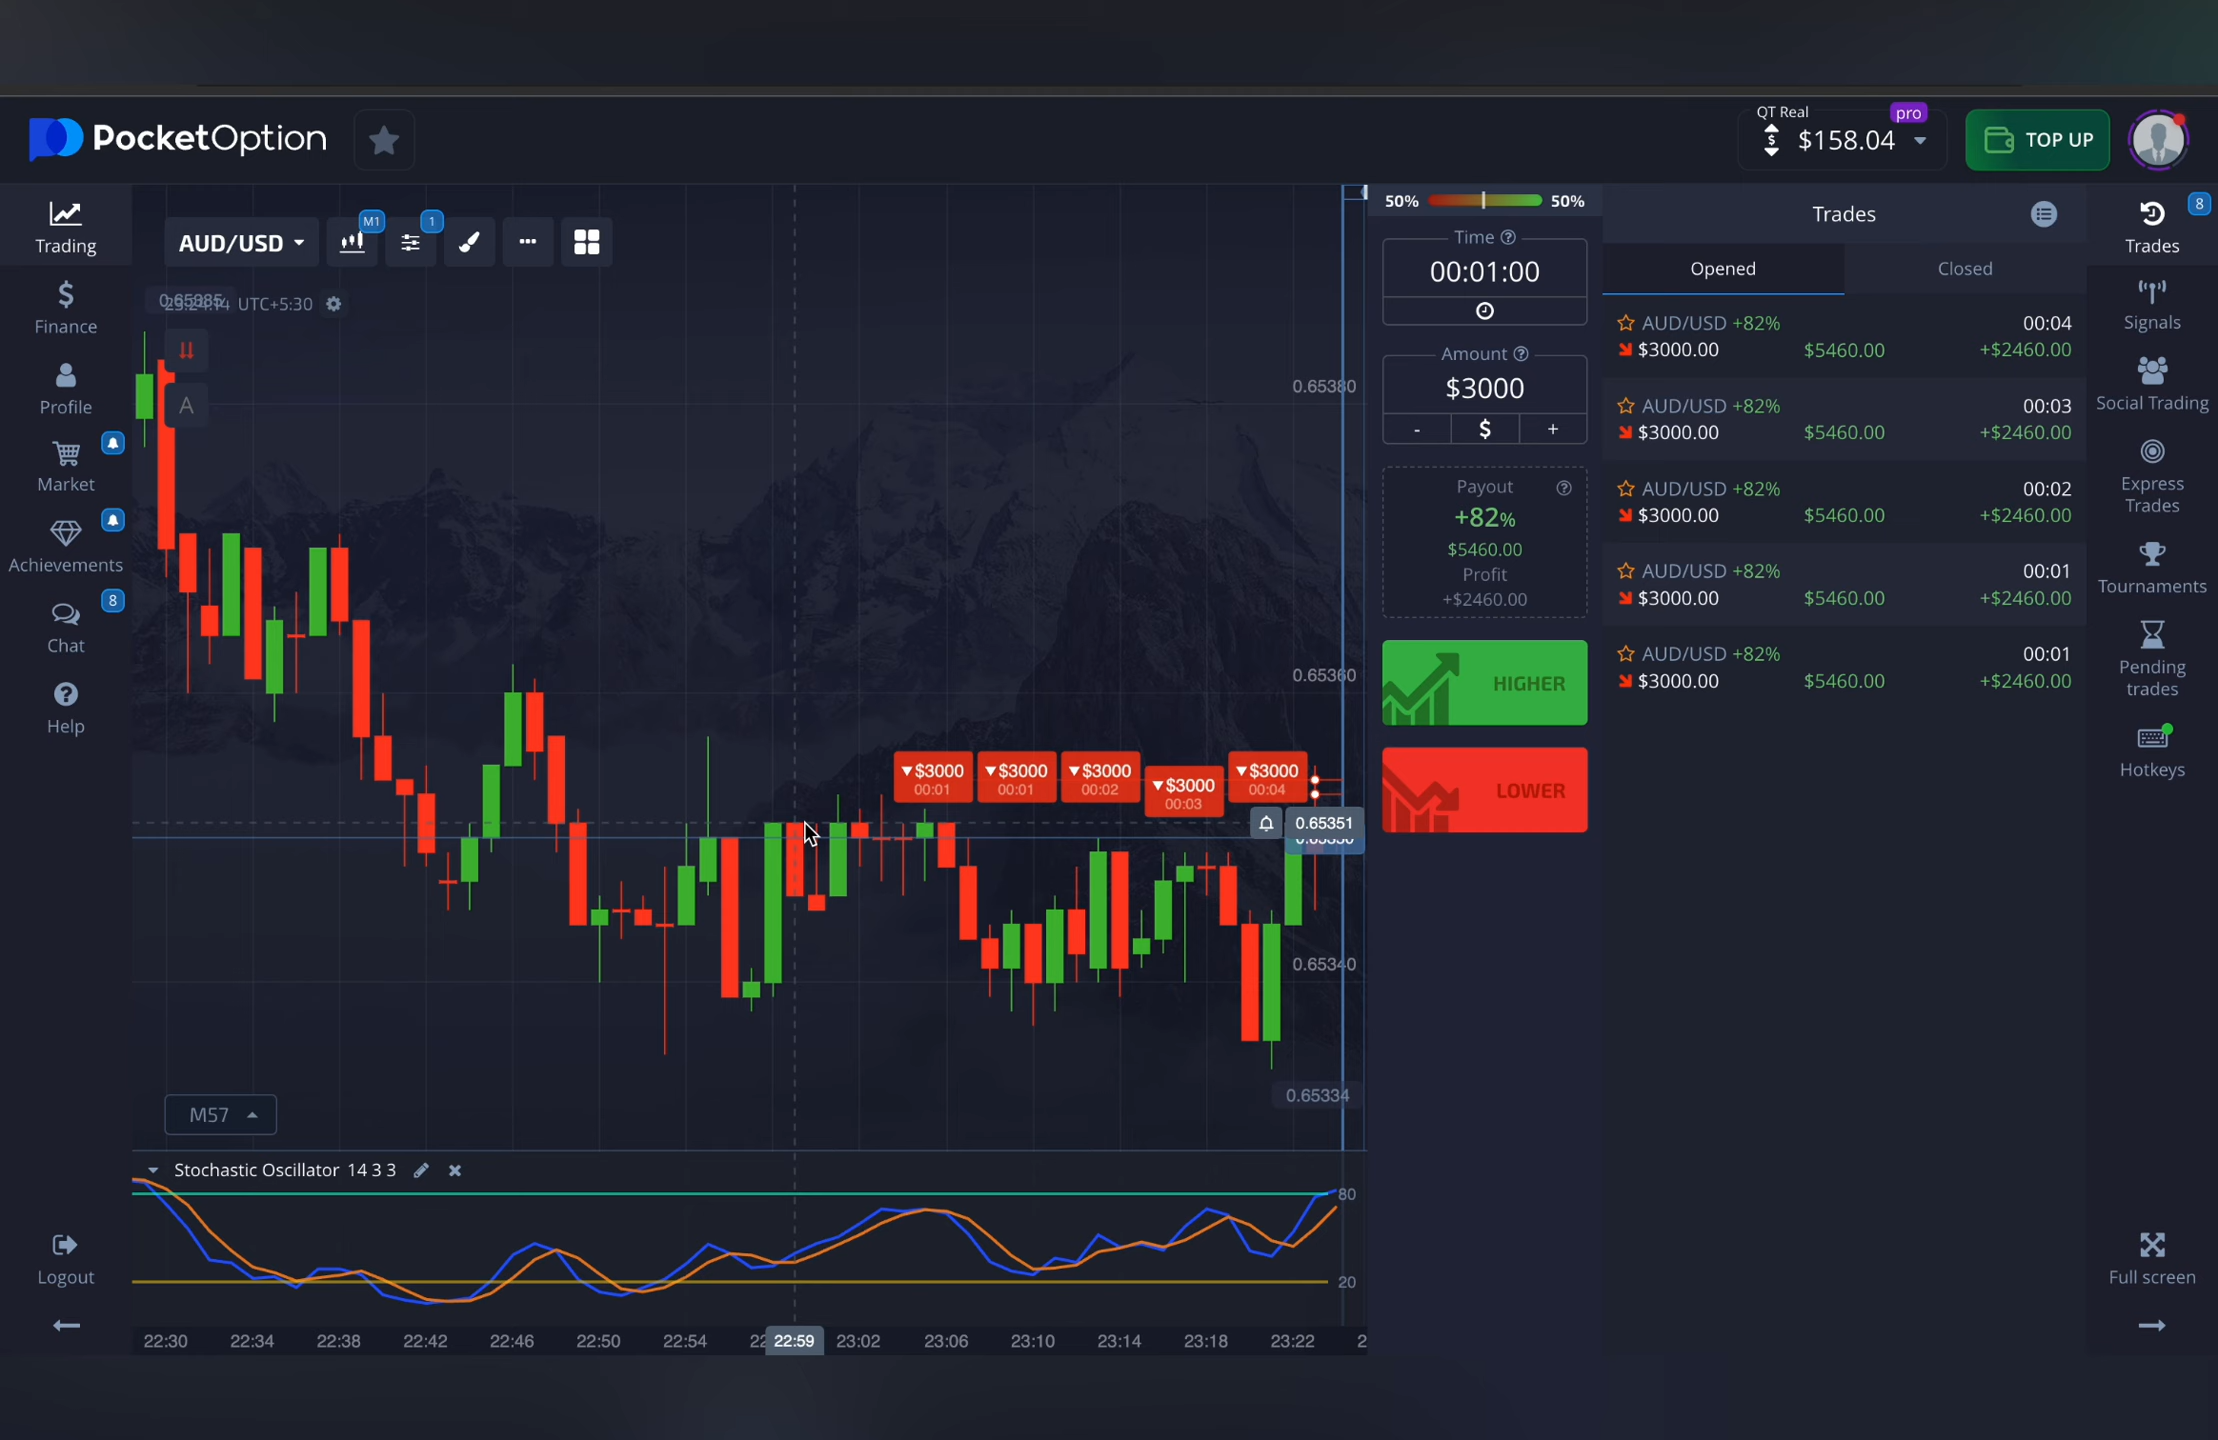 PocketOption
QT Real
pro
$158.04
TOP UP
Trading
Finance
Profile
Market
Achievements
8
Chat
Help
Logout
AUD/USD
M1
1
UTC+5:30
A
0.65380
0.65360
▼$3000
00:01
▼$3000
00:01
▼$3000
00:02
▼$3000
00:03
▼$3000
00:04
0.65351
0.65340
0.65334
M57
Stochastic Oscillator 14 3 3
80
20
22:30 22:34 22:38 22:42 22:46 22:50 22:54 22:59 23:02 23:06 23:10 23:14 23:18 23:22
50% 50%
Time
00:01:00
Amount
$3000
- $ +
Payout
+82%
$5460.00
Profit
+$2460.00
HIGHER
LOWER
Trades
Opened Closed
AUD/USD +82% 00:04
$3000.00 $5460.00 +$2460.00
AUD/USD +82% 00:03
$3000.00 $5460.00 +$2460.00
AUD/USD +82% 00:02
$3000.00 $5460.00 +$2460.00
AUD/USD +82% 00:01
$3000.00 $5460.00 +$2460.00
AUD/USD +82% 00:01
$3000.00 $5460.00 +$2460.00
8
Trades
Signals
Social Trading
Express
Trades
Tournaments
Pending
trades
Hotkeys
Full screen